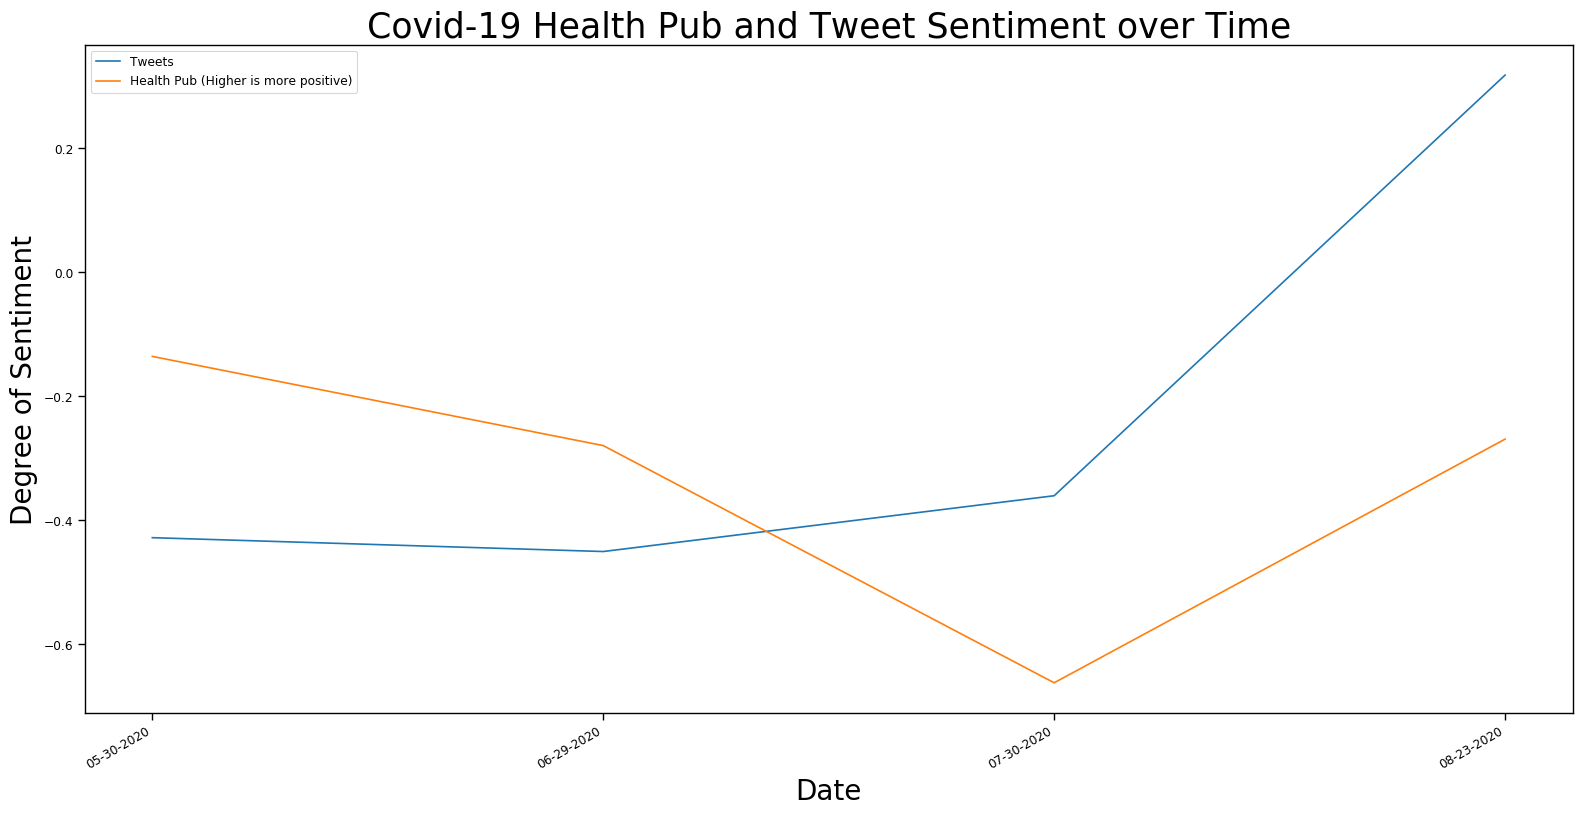 Covid-19 Health Pub and Tweet Sentiment over Time
Tweets
Health Pub (Higher is more positive)
Degree of Sentiment
0.2
0.0
−0.2
−0.4
−0.6
05-30-2020
06-29-2020
07-30-2020
08-23-2020
Date